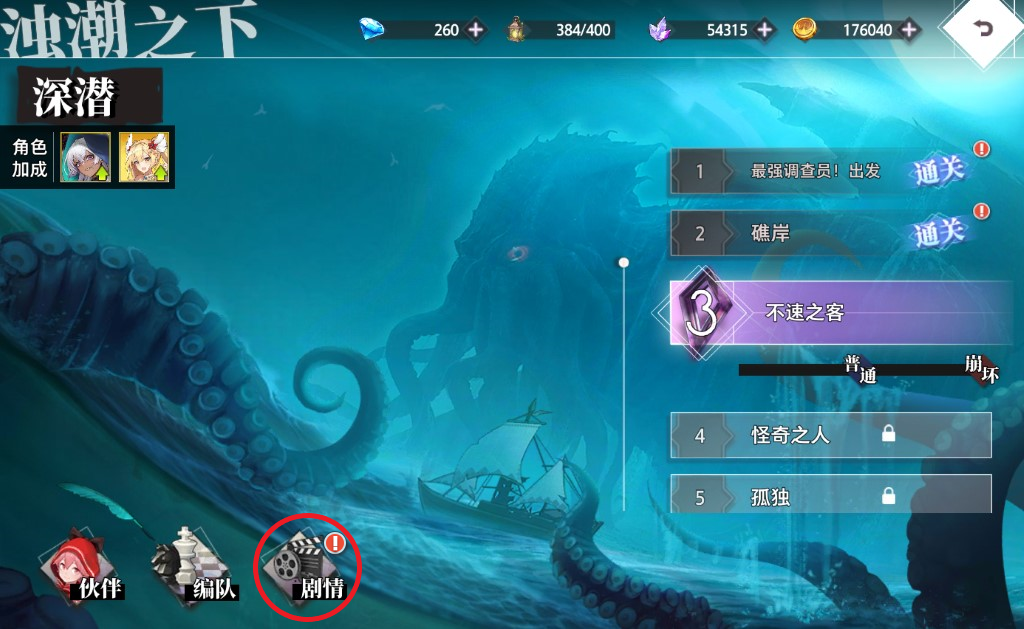 浊潮之下
260
384/400
54315
176040
深潜
角色
加成
1 最强调查员！出发 通关
2 礁岸 通关
3 不速之客
普通 崩坏
4 怪奇之人
5 孤独
伙伴 编队 剧情